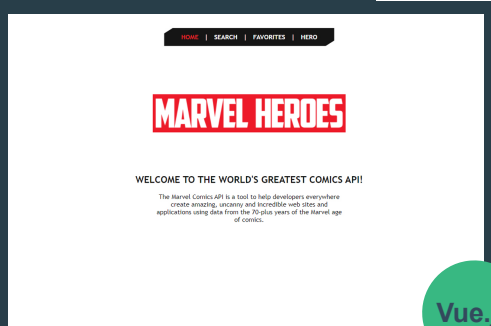 HOME | SEARCH | FAVORITES | HERO
MARVEL HEROES
WELCOME TO THE WORLD'S GREATEST COMICS API!
The Marvel Comics API is a tool to help developers everywhere
create amazing, uncanny and incredible web sites and
applications using data from the 70-plus years of the Marvel age
of comics.
Vue.